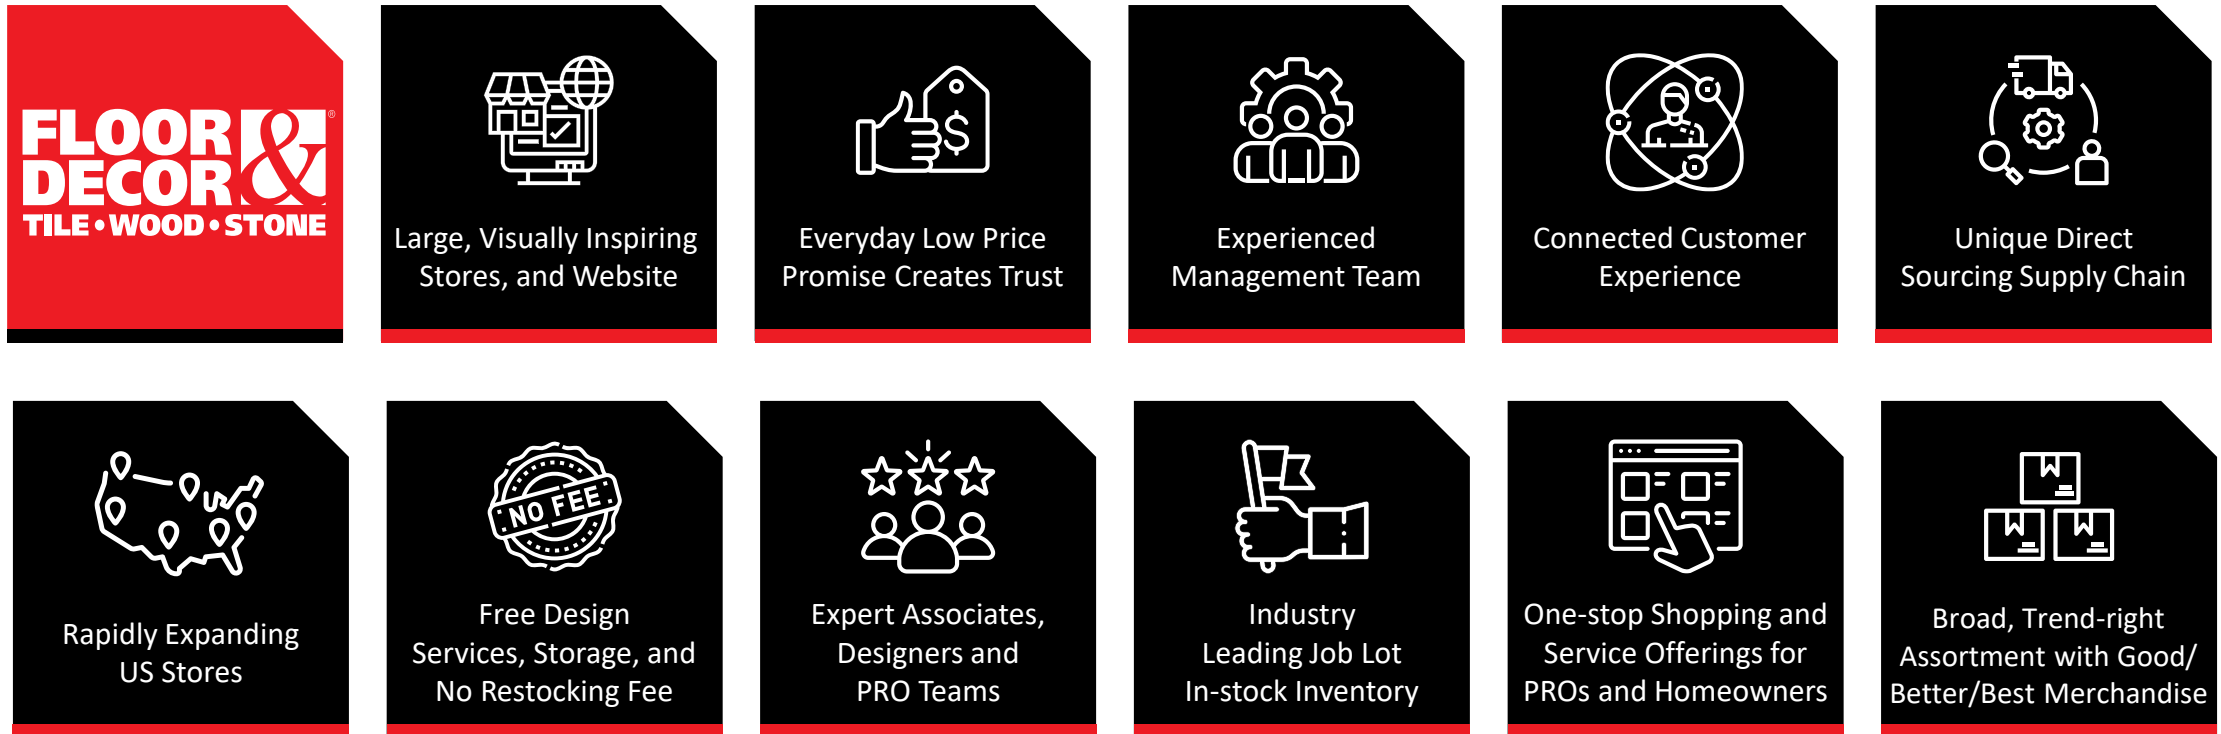 FLOOR &
DECOR
®
TILE • WOOD • STONE
Large, Visually Inspiring
Stores, and Website
$
Everyday Low Price
Promise Creates Trust
Experienced
Management Team
Connected Customer
Experience
Unique Direct
Sourcing Supply Chain
Rapidly Expanding
US Stores
NO FEE
Free Design
Services, Storage, and
No Restocking Fee
Expert Associates,
Designers and
PRO Teams
Industry
Leading Job Lot
In-stock Inventory
One-stop Shopping and
Service Offerings for
PROs and Homeowners
Broad, Trend-right
Assortment with Good/
Better/Best Merchandise